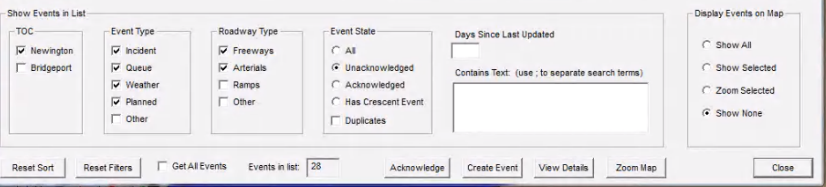 Show Events in List
TOC
Newington
Bridgeport
Event Type
Incident
Queue
Weather
Planned
Other
Roadway Type
Freeways
Arterials
Ramps
Other
Event State
All
Unacknowledged
Acknowledged
Has Crescent Event
Duplicates
Days Since Last Updated
Contains Text: (use ; to separate search terms)
Display Events on Map
Show All
Show Selected
Zoom Selected
Show None
Reset Sort
Reset Filters
Get All Events
Events in list: 28
Acknowledge
Create Event
View Details
Zoom Map
Close